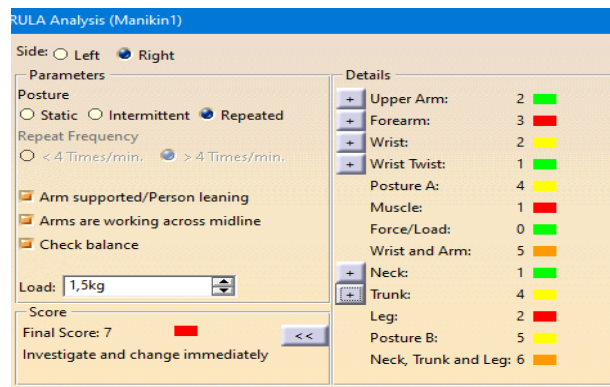 RULA Analysis (Manikin1)
Side: Left Right
Parameters
Posture
Static Intermittent Repeated
Repeat Frequency
< 4 Times/min. > 4 Times/min.
Arm supported/Person leaning
Arms are working across midline
Check balance
Load: 1,5kg
Score
Final Score: 7
<<
Investigate and change immediately
Details
+ Upper Arm: 2
+ Forearm: 3
+ Wrist: 2
+ Wrist Twist: 1
Posture A: 4
Muscle: 1
Force/Load: 0
Wrist and Arm: 5
+ Neck: 1
+ Trunk: 4
Leg: 2
Posture B: 5
Neck, Trunk and Leg: 6